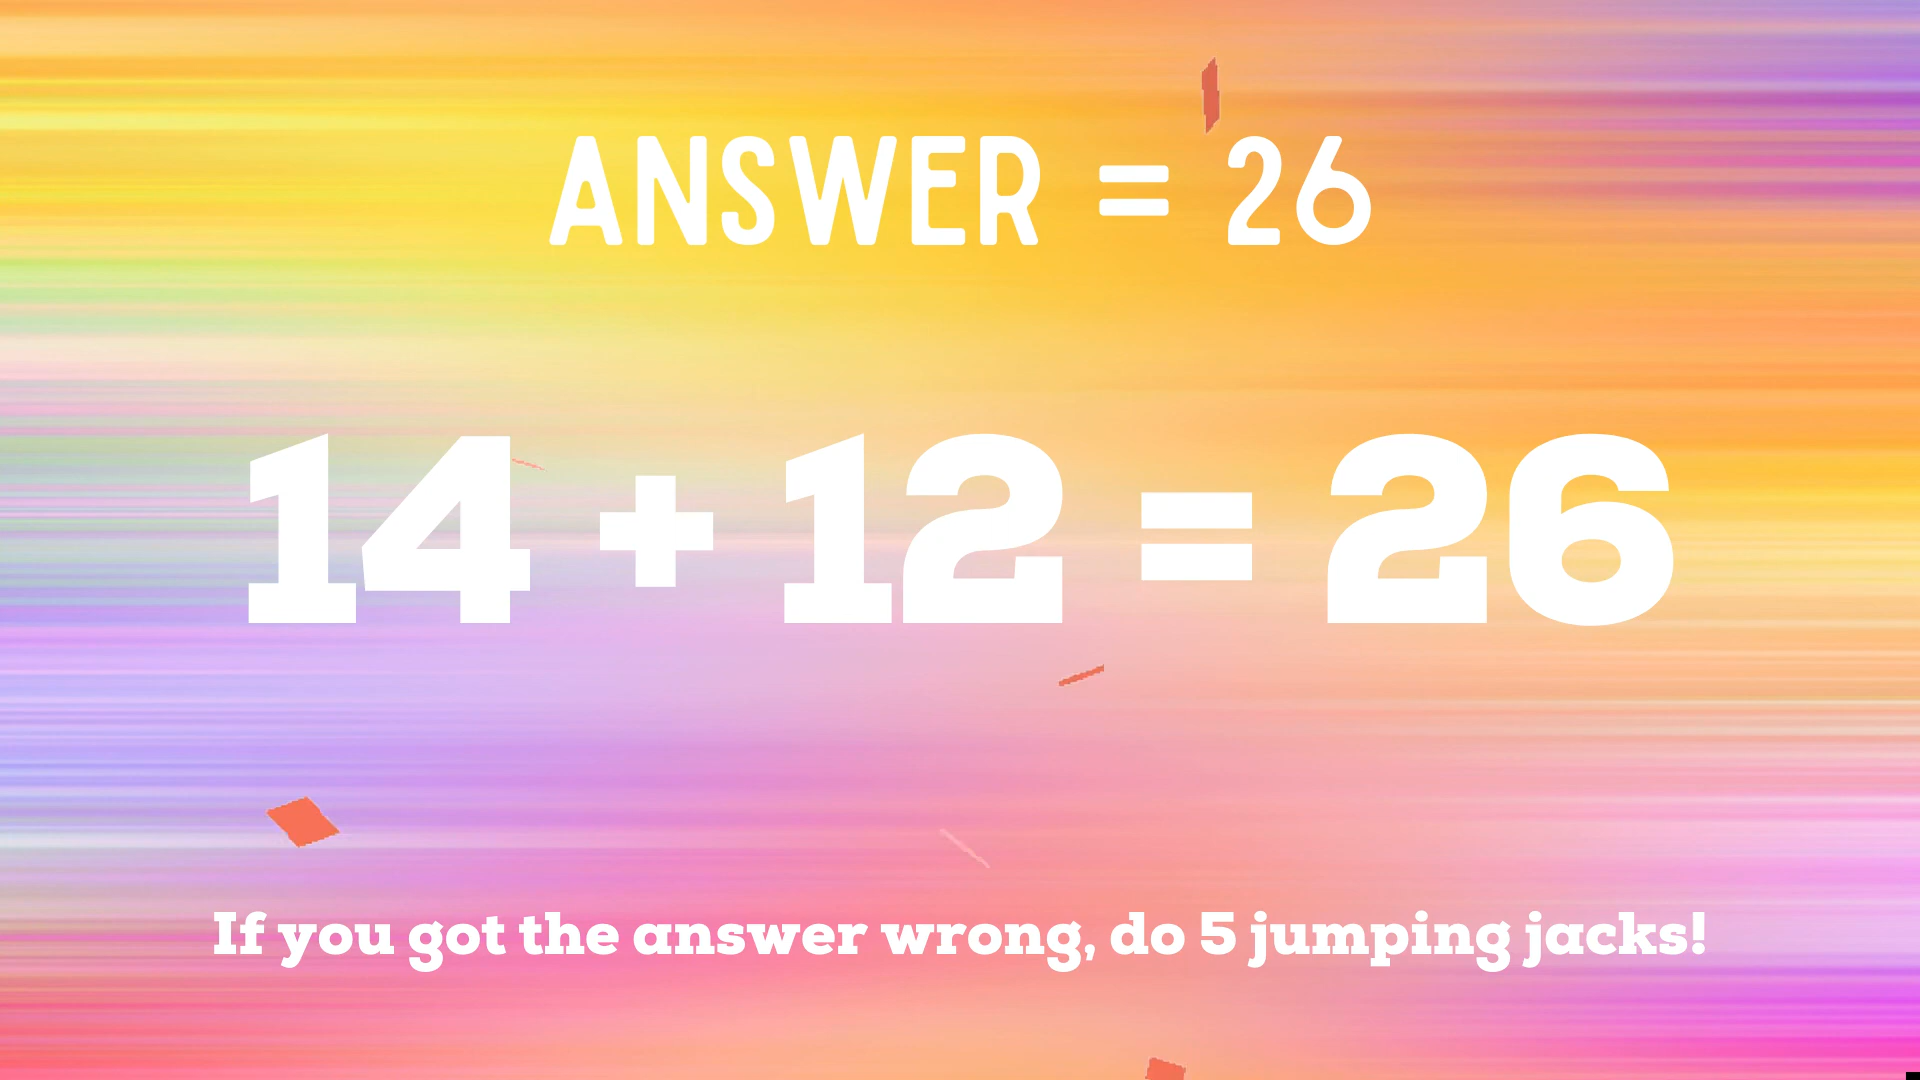 ANSWER = 26
14 + 12 = 26
If you got the answer wrong, do 5 jumping jacks!